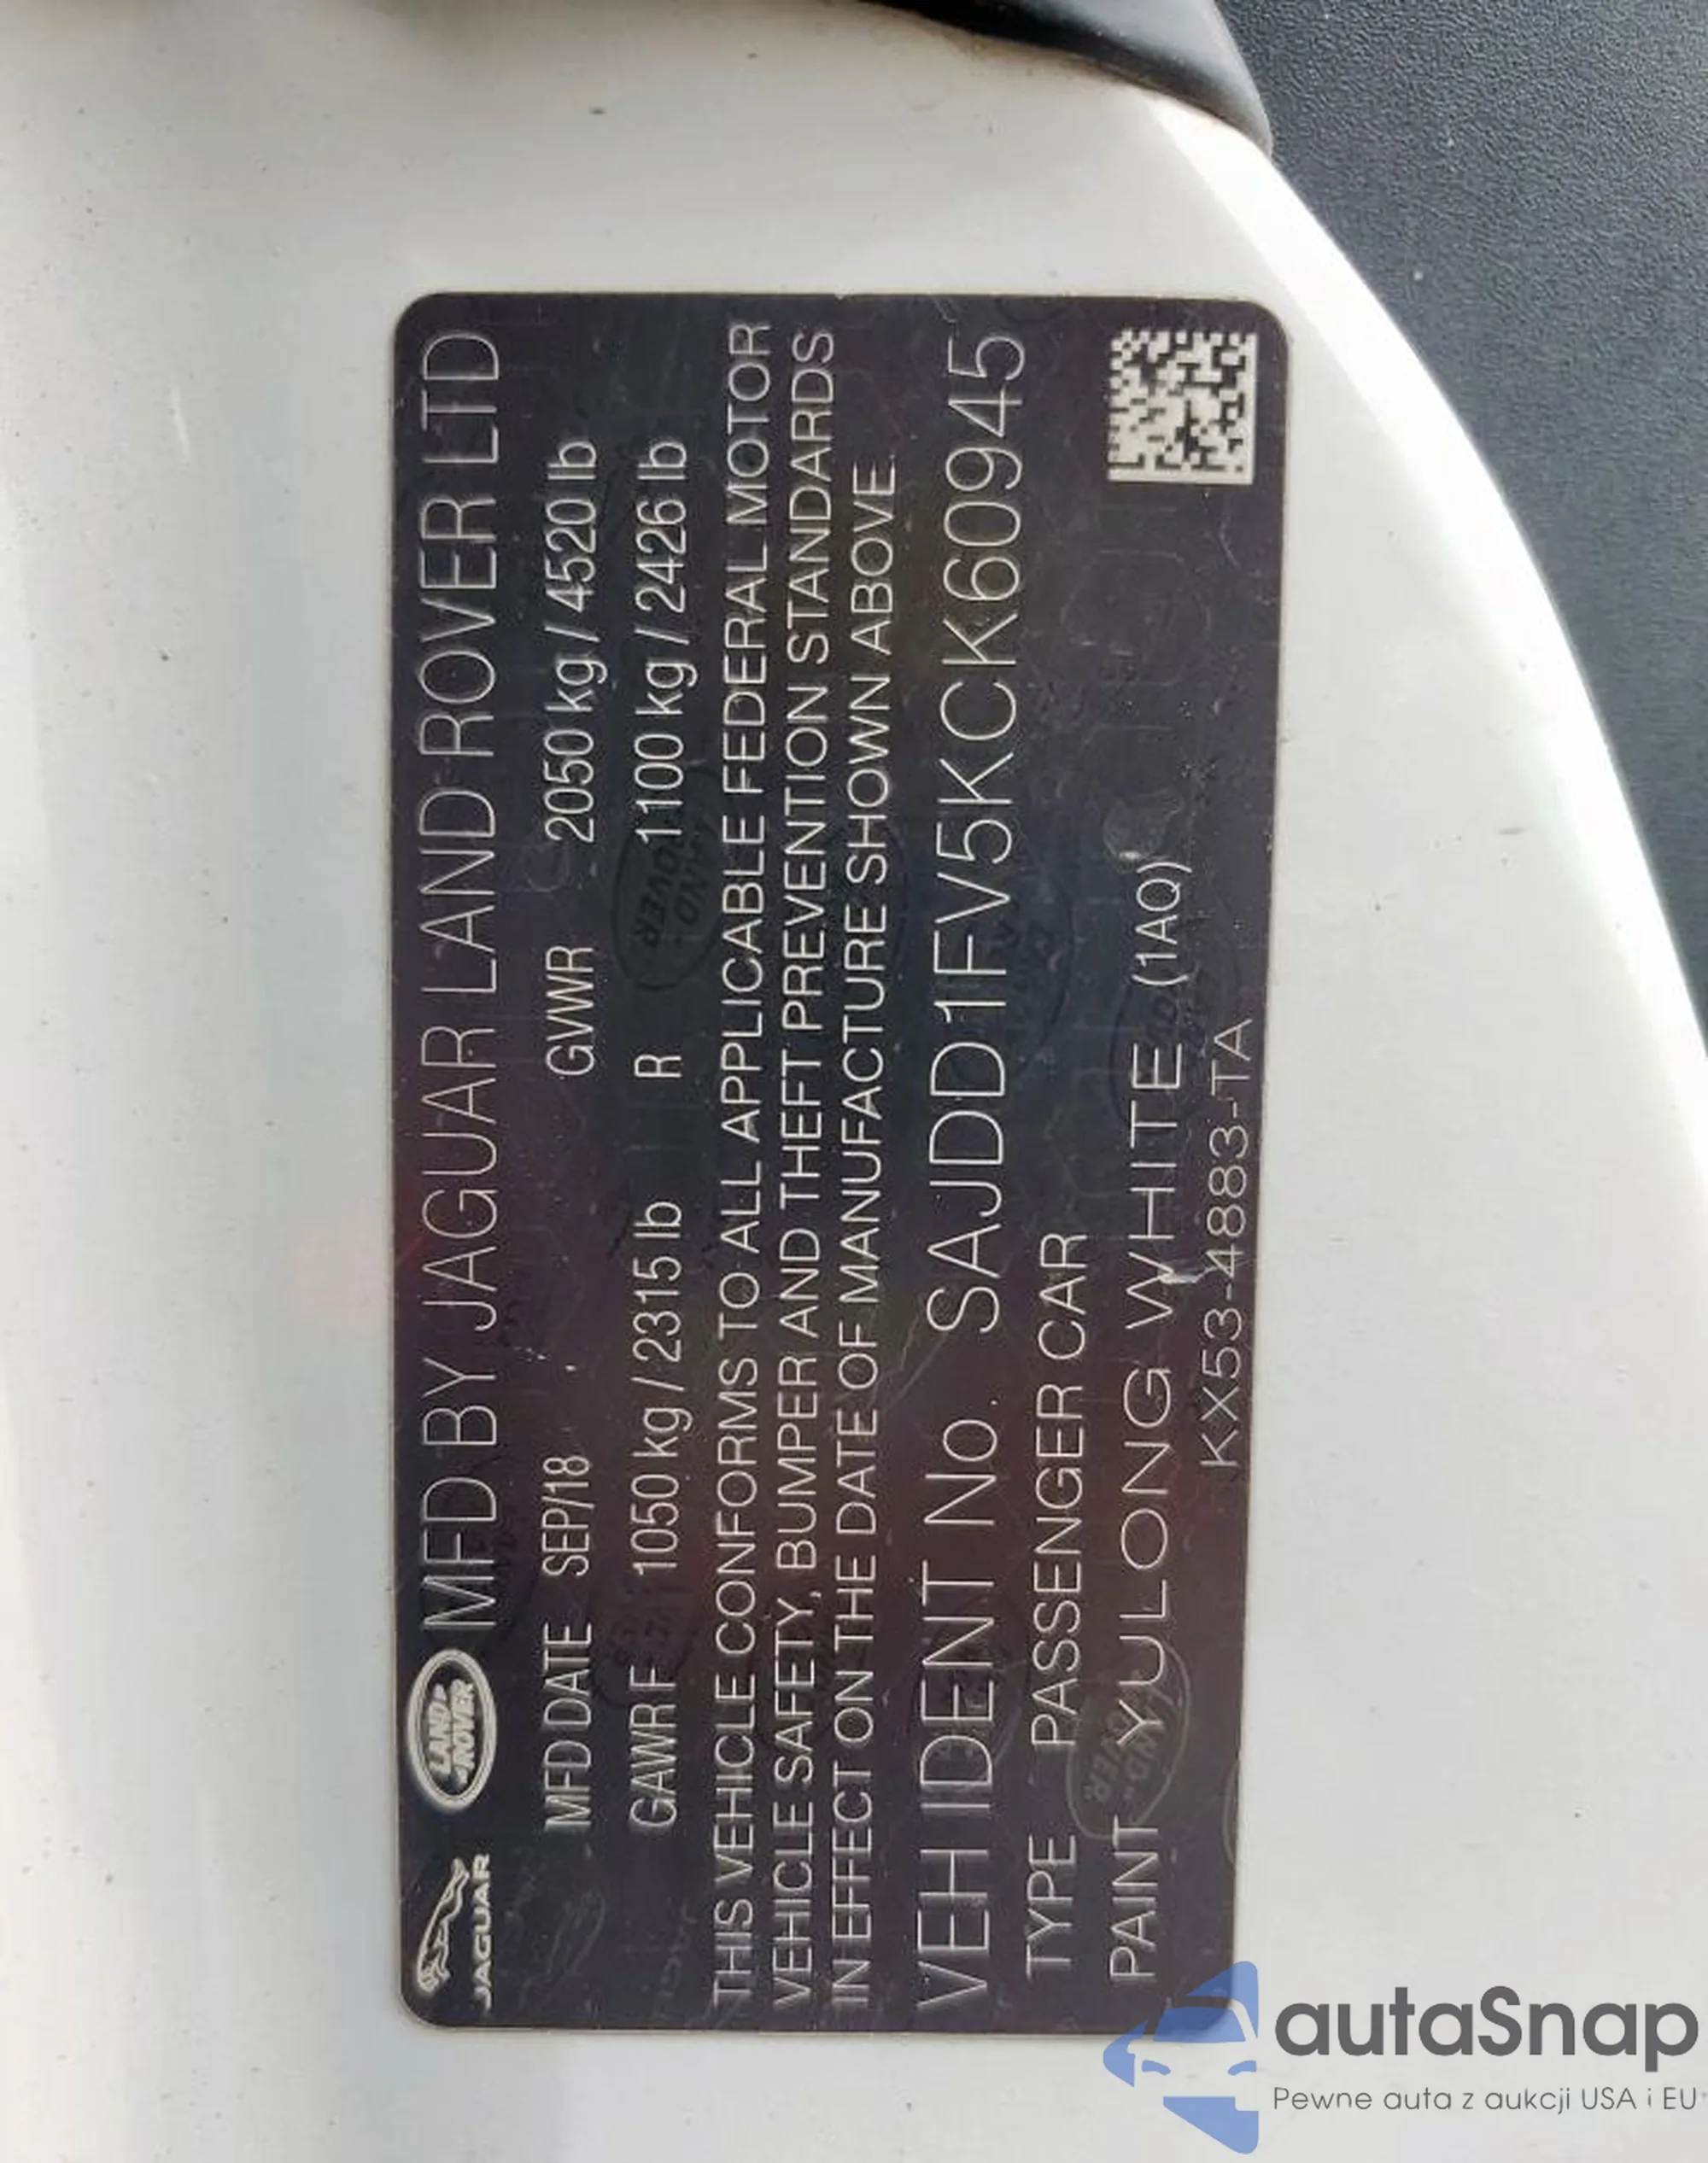 JAGUAR LAND ROVER MFD BY JAGUAR LAND ROVER LTD
MFD DATE SEP/18 GVWR 2050 kg / 4520 lb
GAWR F 1050 kg / 2315 lb R 1100 kg / 2426 lb
THIS VEHICLE CONFORMS TO ALL APPLICABLE FEDERAL MOTOR
VEHICLE SAFETY, BUMPER AND THEFT PREVENTION STANDARDS
IN EFFECT ON THE DATE OF MANUFACTURE SHOWN ABOVE.
VEH IDENT No. SAJDD1FV5KCK60945
TYPE PASSENGER CAR
PAINT YULONG WHITE (1AQ)
KX53-4883-TA
autaSnap
Pewne auta z aukcji USA i EU